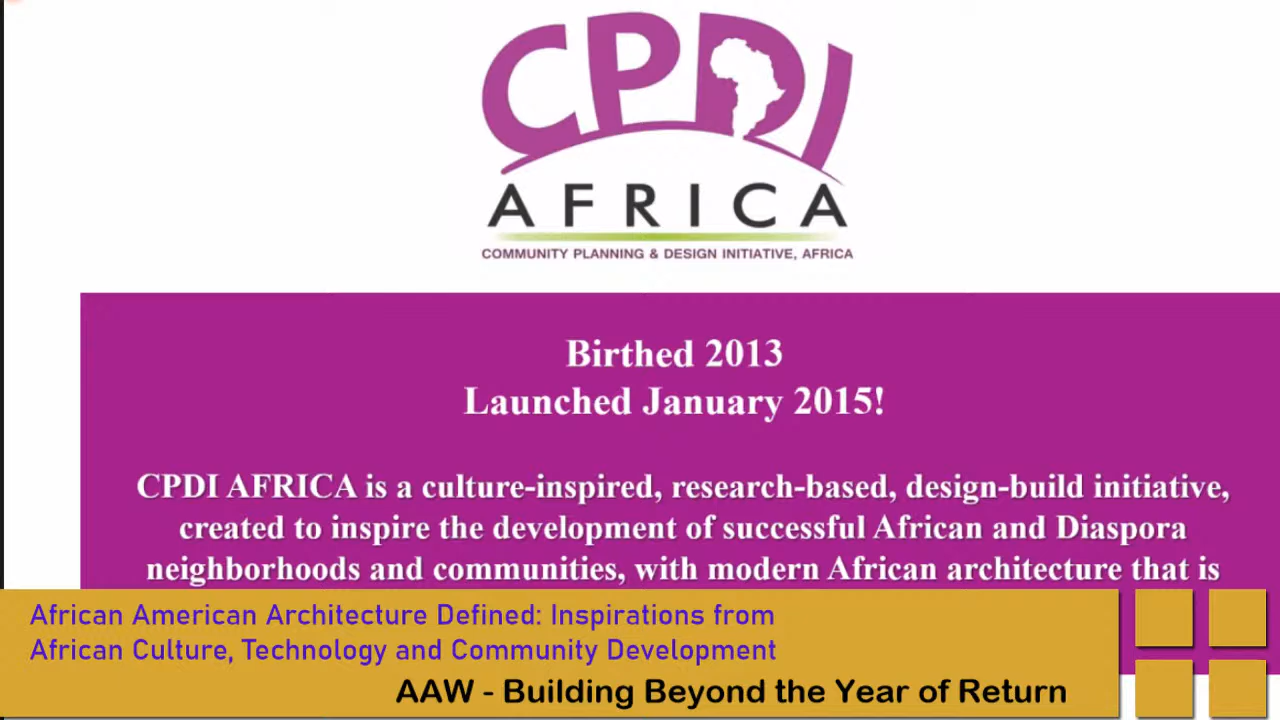 CPDI
AFRICA
COMMUNITY PLANNING & DESIGN INITIATIVE, AFRICA
Birthed 2013
Launched January 2015!
CPDI AFRICA is a culture-inspired, research-based, design-build initiative,
created to inspire the development of successful African and Diaspora
neighborhoods and communities, with modern African architecture that is
African American Architecture Defined: Inspirations from
African Culture, Technology and Community Development
AAW - Building Beyond the Year of Return